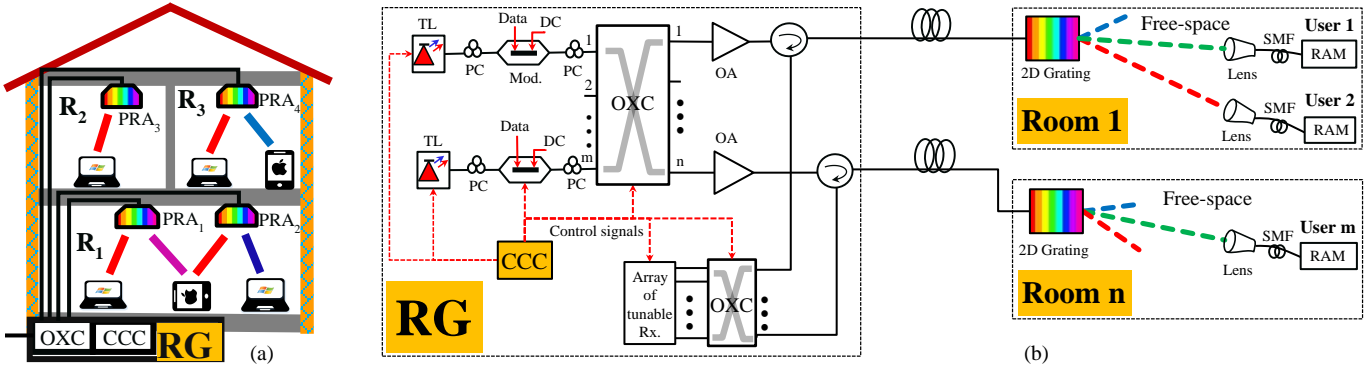 R2
PRA3
R3
PRA4
R1
PRA1
PRA2
OXC
CCC
RG
(a)
TL
PC
Data
DC
Mod.
PC
1
2
m
OXC
1
n
OA
TL
PC
Data
DC
PC
OA
Control signals
CCC
RG
Array
of
tunable
Rx.
OXC
(b)
2D Grating
Free-space
Lens
SMF
User 1
RAM
Lens
SMF
User 2
RAM
Room 1
2D Grating
Free-space
Lens
SMF
User m
RAM
Room n